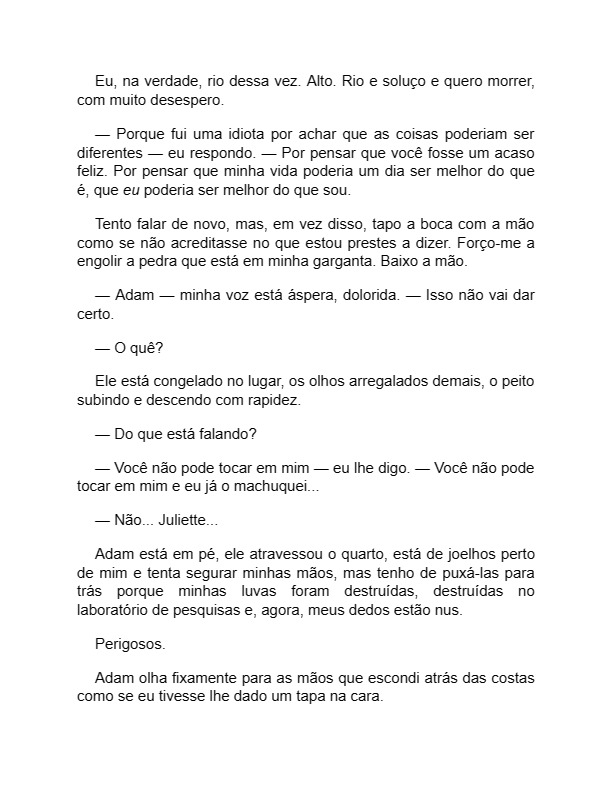 Eu, na verdade, rio dessa vez. Alto. Rio e soluço e quero morrer,
com muito desespero.
— Porque fui uma idiota por achar que as coisas poderiam ser
diferentes — eu respondo. — Por pensar que você fosse um acaso
feliz. Por pensar que minha vida poderia um dia ser melhor do que
é, que eu poderia ser melhor do que sou.
Tento falar de novo, mas, em vez disso, tapo a boca com a mão
como se não acreditasse no que estou prestes a dizer. Forço-me a
engolir a pedra que está em minha garganta. Baixo a mão.
— Adam — minha voz está áspera, dolorida. — Isso não vai dar
certo.
— O quê?
Ele está congelado no lugar, os olhos arregalados demais, o peito
subindo e descendo com rapidez.
— Do que está falando?
— Você não pode tocar em mim — eu lhe digo. — Você não pode
tocar em mim e eu já o machuquei...
— Não... Juliette...
Adam está em pé, ele atravessou o quarto, está de joelhos perto
de mim e tenta segurar minhas mãos, mas tenho de puxá-las para
trás porque minhas luvas foram destruídas, destruídas no
laboratório de pesquisas e, agora, meus dedos estão nus.
Perigosos.
Adam olha fixamente para as mãos que escondi atrás das costas
como se eu tivesse lhe dado um tapa na cara.